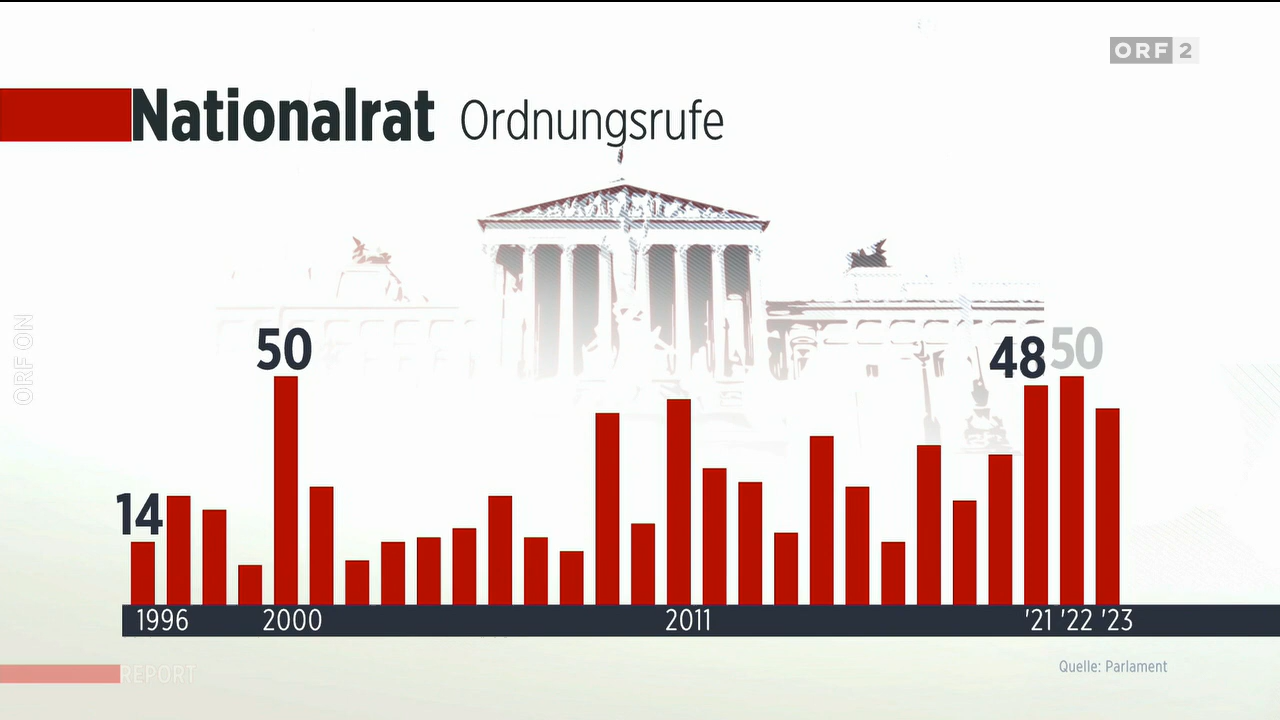 ORF 2
Nationalrat Ordnungsrufe
ORF ON
50
48 50
14
1996 2000 2011 '21 '22 '23
REPORT
Quelle: Parlament